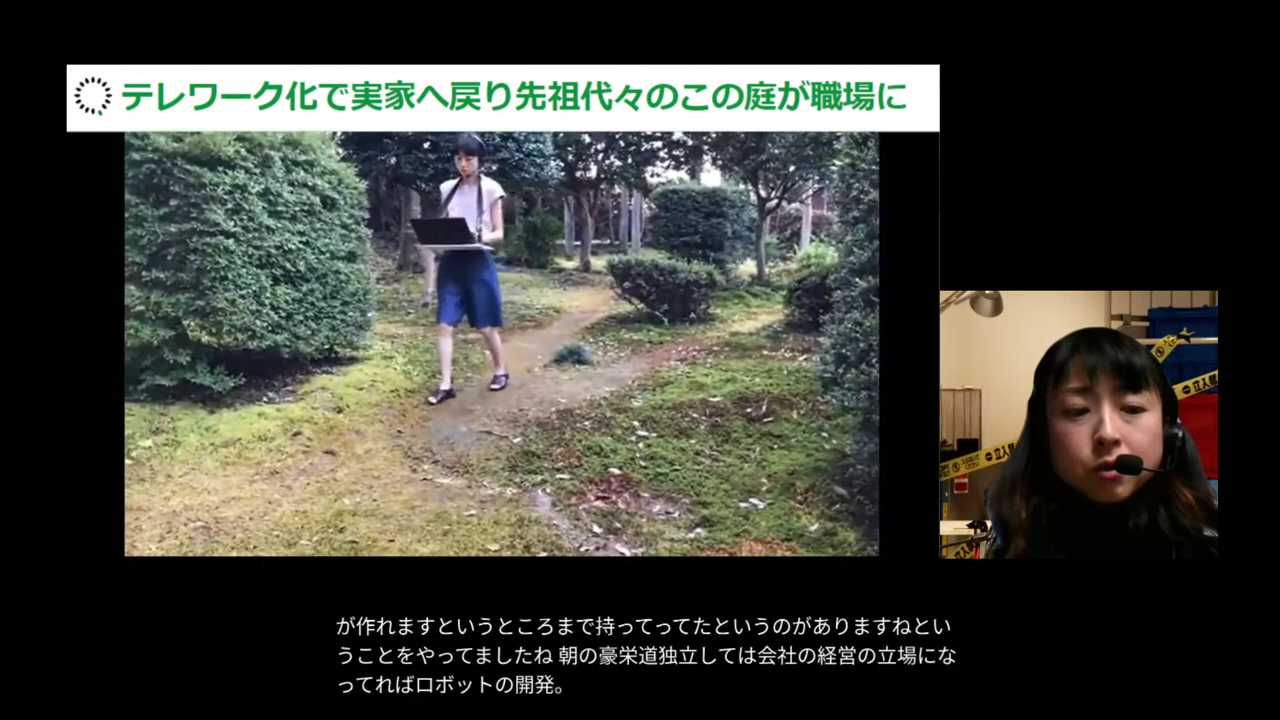 テレワーク化で実家へ戻り先祖代々のこの庭が職場に
立入禁
立入
が作れますというところまで持ってってたというのがありますねとい
うことをやってましたね 朝の豪栄道独立しては会社の経営の立場にな
ってればロボットの開発。